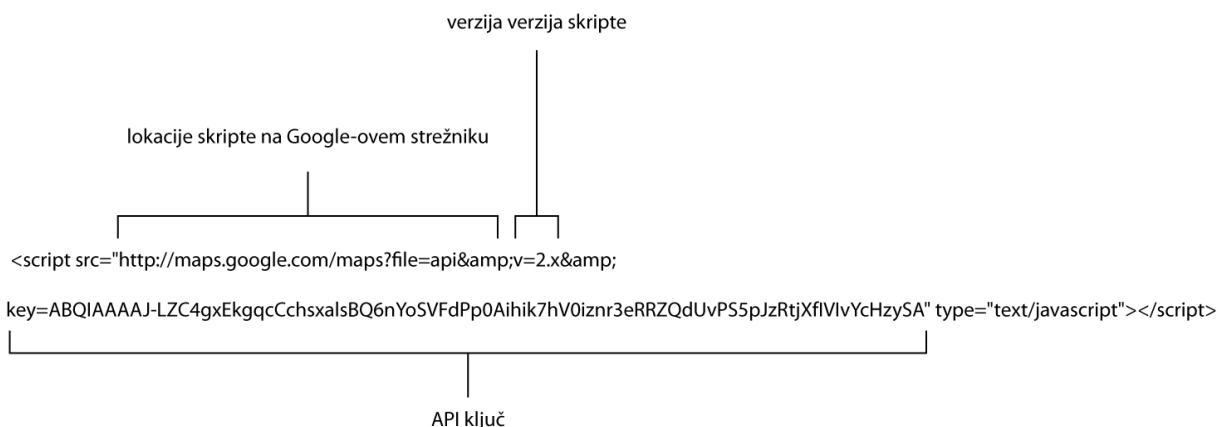 verzija verzija skripte
lokacije skripte na Google-ovem strežniku
<script src="http://maps.google.com/maps?file=api&amp;v=2.x&amp;
key=ABQIAAAAJ-LZC4gxEkgqcCchsxalsBQ6nYoSVFdPp0Aihik7hV0iznr3eRRZQdUvPS5pJzRtjXfIVIvYcHzySA" type="text/javascript"></script>
API ključ